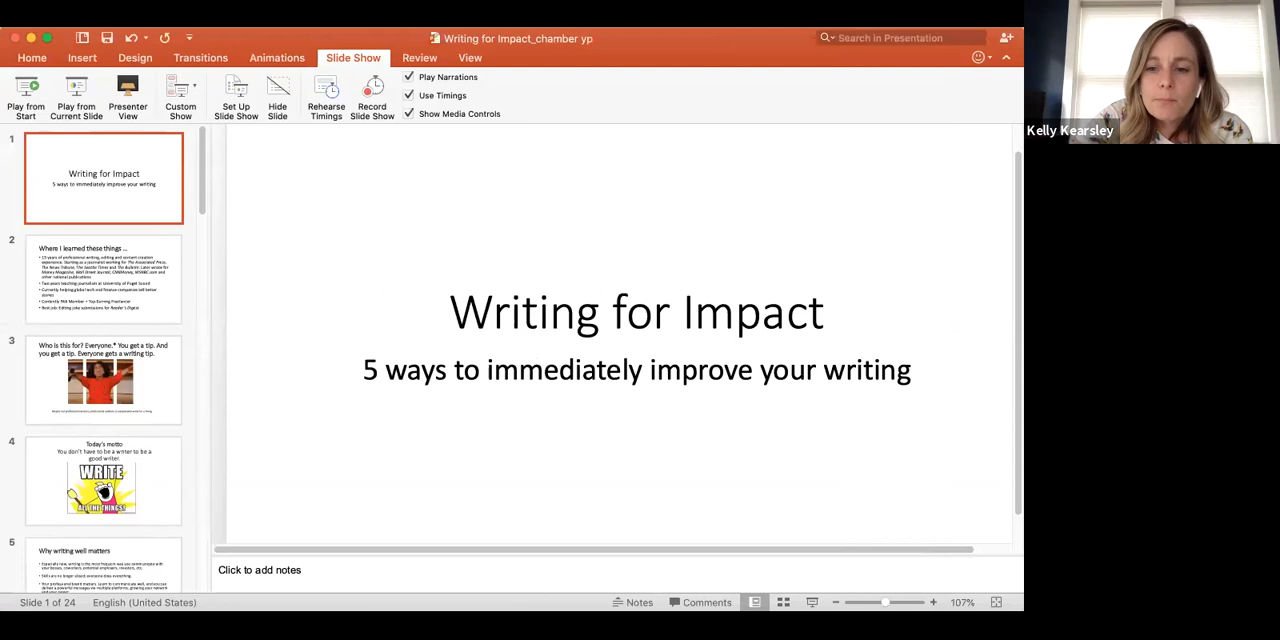 Writing for Impact_chamber yp
Search in Presentation
Home Insert Design Transitions Animations Slide Show Review View
Play from Start
Play from Current Slide
Presenter View
Custom Show
Set Up Slide Show
Hide Slide
Rehearse Timings
Record Slide Show
Play Narrations
Use Timings
Show Media Controls
Kelly Kearsley
1
Writing for Impact
5 ways to immediately improve your writing
2
Where I learned these things ...
3
Who is this for? Everyone.* You get a tip. And
you get a tip. Everyone gets a writing tip.
4
Today's motto
You don't have to be a writer to be a
good writer.
WRITE
ALL THE THINGS!
5
Why writing well matters
Writing for Impact
5 ways to immediately improve your writing
Click to add notes
Slide 1 of 24 English (United States) Notes Comments 107%